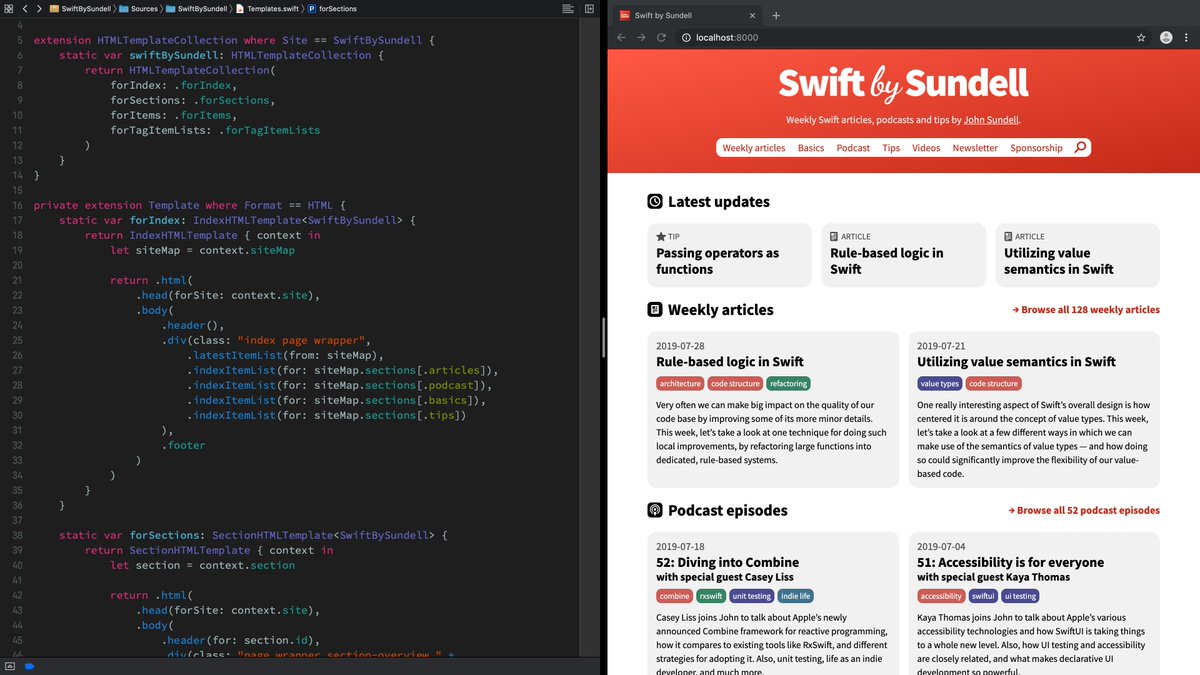 SwiftBySundell Sources SwiftBySundell Templates.swift P forSections
4
5 extension HTMLTemplateCollection where Site == SwiftBySundell {
6 static var swiftBySundell: HTMLTemplateCollection {
7 return HTMLTemplateCollection(
8 forIndex: .forIndex,
9 forSections: .forSections,
10 forItems: .forItems,
11 forTagItemLists: .forTagItemLists
12 )
13 }
14 }
15
16 private extension Template where Format == HTML {
17 static var forIndex: IndexHTMLTemplate<SwiftBySundell> {
18 return IndexHTMLTemplate { context in
19 let siteMap = context.siteMap
20
21 return .html(
22 .head(forSite: context.site),
23 .body(
24 .header(),
25 .div(class: "index page wrapper",
26 .latestItemList(from: siteMap),
27 .indexItemList(for: siteMap.sections[.articles]),
28 .indexItemList(for: siteMap.sections[.podcast]),
29 .indexItemList(for: siteMap.sections[.basics]),
30 .indexItemList(for: siteMap.sections[.tips])
31 ),
32 .footer
33 )
34 )
35 }
36 }
37
38 static var forSections: SectionHTMLTemplate<SwiftBySundell> {
39 return SectionHTMLTemplate { context in
40 let section = context.section
41
42 return .html(
43 .head(forSite: context.site),
44 .body(
45 .header(for: section.id),
46 .div(class: "page wrapper section-overview " +
Swift by Sundell
localhost:8000
Swift by Sundell
Weekly Swift articles, podcasts and tips by John Sundell.
Weekly articles Basics Podcast Tips Videos Newsletter Sponsorship
Latest updates
TIP
Passing operators as
functions
ARTICLE
Rule-based logic in
Swift
ARTICLE
Utilizing value
semantics in Swift
Weekly articles
→ Browse all 128 weekly articles
2019-07-28
Rule-based logic in Swift
architecture code structure refactoring
Very often we can make big impact on the quality of our
code base by improving some of its more minor details.
This week, let's take a look at one technique for doing such
local improvements, by refactoring large functions into
dedicated, rule-based systems.
2019-07-21
Utilizing value semantics in Swift
value types code structure
One really interesting aspect of Swift's overall design is how
centered it is around the concept of value types. This week,
let's take a look at a few different ways in which we can
make use of the semantics of value types — and how doing
so could significantly improve the flexibility of our value-
based code.
Podcast episodes
→ Browse all 52 podcast episodes
2019-07-18
52: Diving into Combine
with special guest Casey Liss
combine rxswift unit testing indie life
Casey Liss joins John to talk about Apple's newly
announced Combine framework for reactive programming,
how it compares to existing tools like RxSwift, and different
strategies for adopting it. Also, unit testing, life as an indie
developer, and much more.
2019-07-04
51: Accessibility is for everyone
with special guest Kaya Thomas
accessibility swiftui ui testing
Kaya Thomas joins John to talk about Apple's various
accessibility technologies and how SwiftUI is taking things
to a whole new level. Also, how UI testing and accessibility
are closely related, and what makes declarative UI
development so powerful.